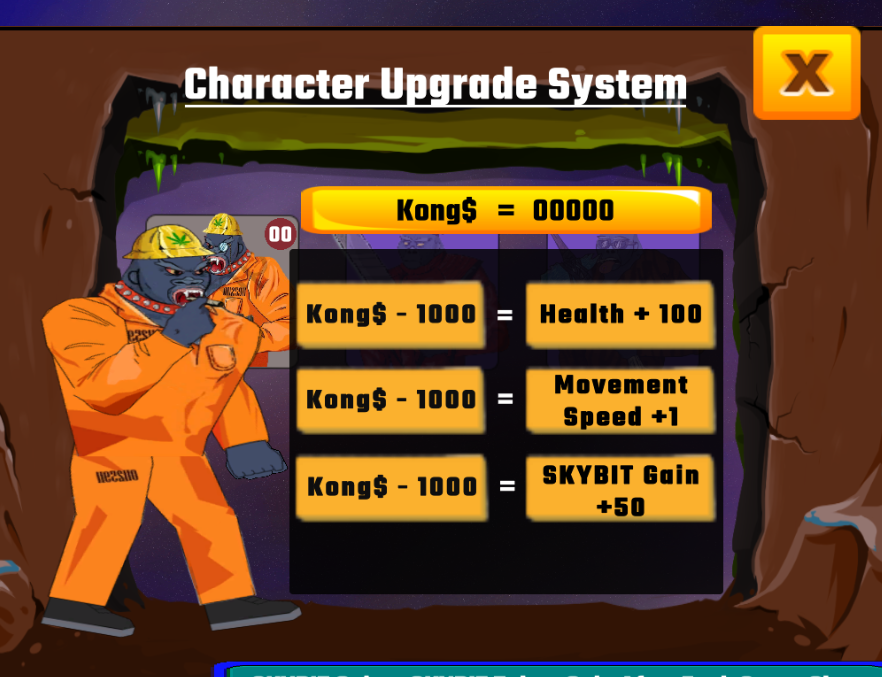 Character Upgrade System
X
Kong$ = 00000
00
Kong$ - 1000 = Health + 100
Kong$ - 1000 = Movement
Speed +1
Kong$ - 1000 = SKYBIT Gain
+50